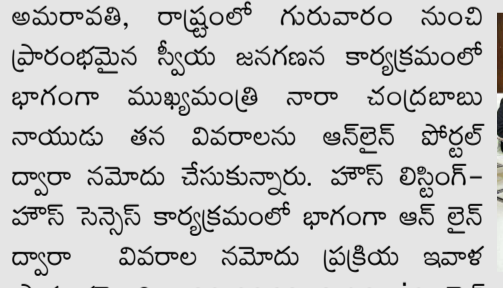 అమరావతి, రాష్ట్రంలో గురువారం నుంచి
ప్రారంభమైన స్వీయ జనగణన కార్యక్రమంలో
భాగంగా ముఖ్యమంత్రి నారా చంద్రబాబు
నాయుడు తన వివరాలను ఆన్‌లైన్ పోర్టల్
ద్వారా నమోదు చేసుకున్నారు. హౌస్ లిస్టింగ్-
హౌస్ సెన్సెస్ కార్యక్రమంలో భాగంగా ఆన్ లైన్
ద్వారా వివరాల నమోదు ప్రక్రియ ఇవాళ